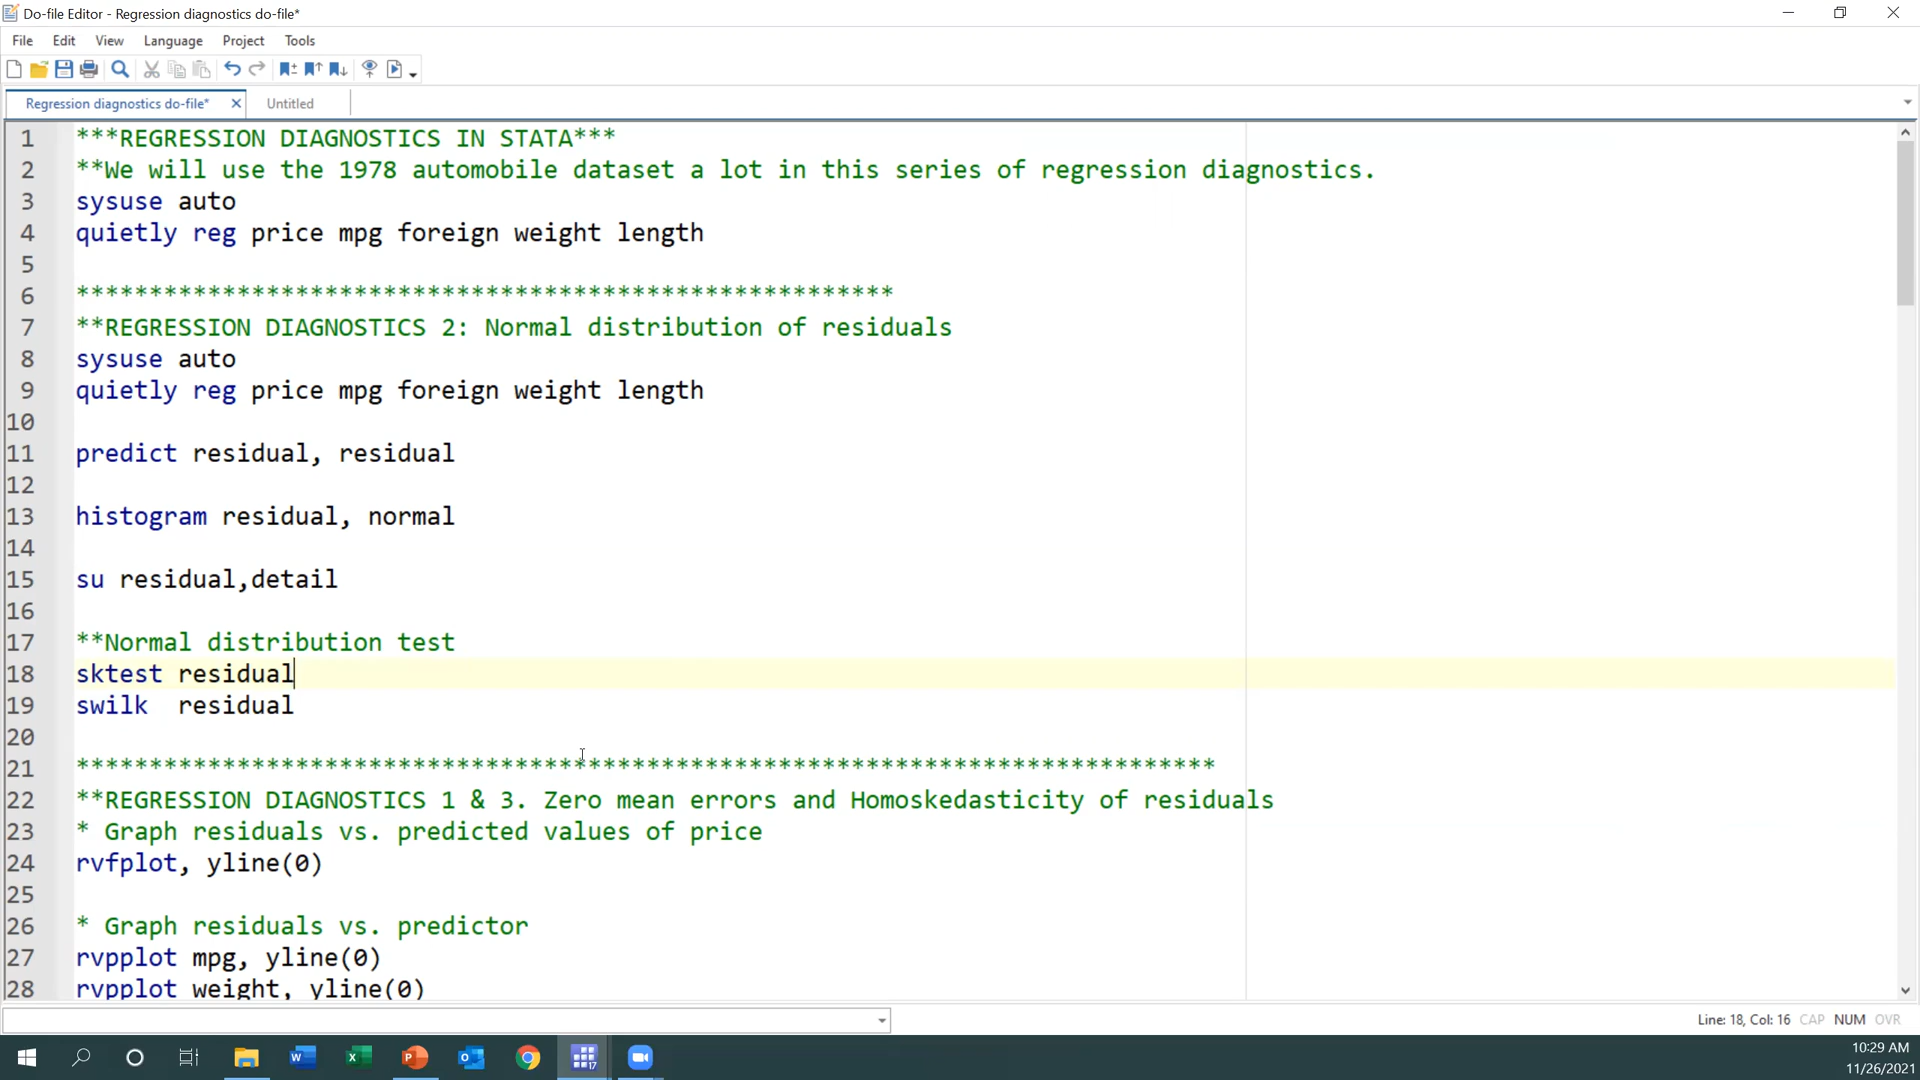 Do-file Editor - Regression diagnostics do-file*
File Edit View Language Project Tools
Regression diagnostics do-file* Untitled
1 ***REGRESSION DIAGNOSTICS IN STATA***
2 **We will use the 1978 automobile dataset a lot in this series of regression diagnostics.
3 sysuse auto
4 quietly reg price mpg foreign weight length
5
6 ********************************************************
7 **REGRESSION DIAGNOSTICS 2: Normal distribution of residuals
8 sysuse auto
9 quietly reg price mpg foreign weight length
10
11 predict residual, residual
12
13 histogram residual, normal
14
15 su residual,detail
16
17 **Normal distribution test
18 sktest residual
19 swilk  residual
20
21 ******************************************************************************
22 **REGRESSION DIAGNOSTICS 1 & 3. Zero mean errors and Homoskedasticity of residuals
23 * Graph residuals vs. predicted values of price
24 rvfplot, yline(0)
25
26 * Graph residuals vs. predictor
27 rvpplot mpg, yline(0)
28 rvpplot weight, yline(0)
Line: 18, Col: 16 CAP NUM OVR
17
10:29 AM
11/26/2021